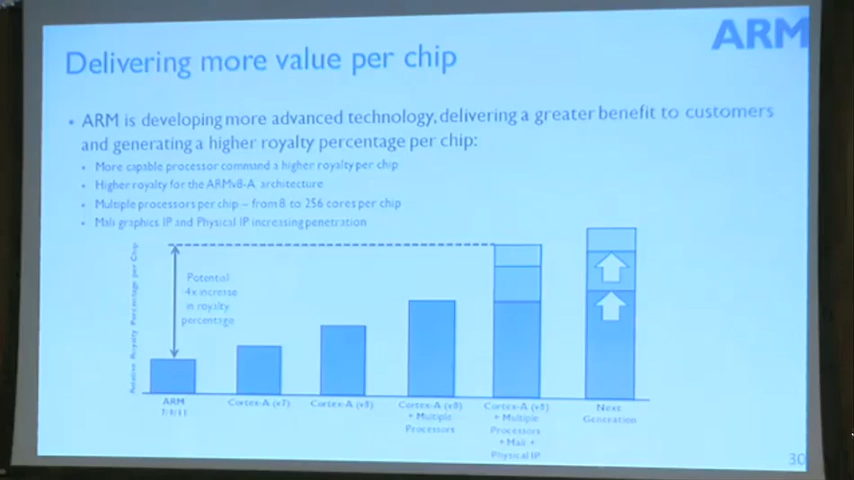 ARM
Delivering more value per chip
• ARM is developing more advanced technology, delivering a greater benefit to customers
and generating a higher royalty percentage per chip:
• More capable processor command a higher royalty per chip
• Higher royalty for the ARMv8-A architecture
• Multiple processors per chip – from 8 to 256 cores per chip
• Mali graphics IP and Physical IP increasing penetration
Relative Royalty Percentage per Chip
Potential
4x increase
in royalty
percentage
ARM
7/9/11
Cortex-A (v7)
Cortex-A (v8)
Cortex-A (v8)
+ Multiple
Processors
Cortex-A (v8)
+ Multiple
Processors
+ Mali +
Physical IP
Next
Generation
30